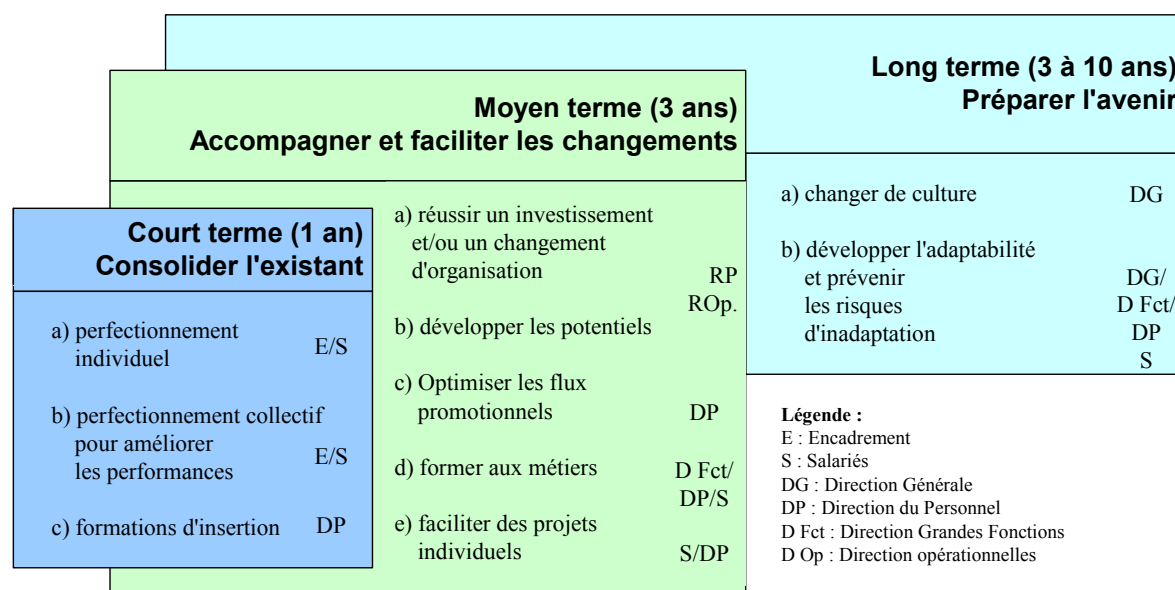 Long terme (3 à 10 ans)
Préparer l'avenir
a) changer de culture DG
b) développer l'adaptabilité
et prévenir DG/
les risques D Fct/
d'inadaptation DP
S
Moyen terme (3 ans)
Accompagner et faciliter les changements
a) réussir un investissement
et/ou un changement
d'organisation RP
ROp.
b) développer les potentiels
c) Optimiser les flux
promotionnels DP
d) former aux métiers D Fct/
DP/S
e) faciliter des projets
individuels S/DP
Court terme (1 an)
Consolider l'existant
a) perfectionnement
individuel E/S
b) perfectionnement collectif
pour améliorer
les performances E/S
c) formations d'insertion DP
Légende :
E : Encadrement
S : Salariés
DG : Direction Générale
DP : Direction du Personnel
D Fct : Direction Grandes Fonctions
D Op : Direction opérationnelles